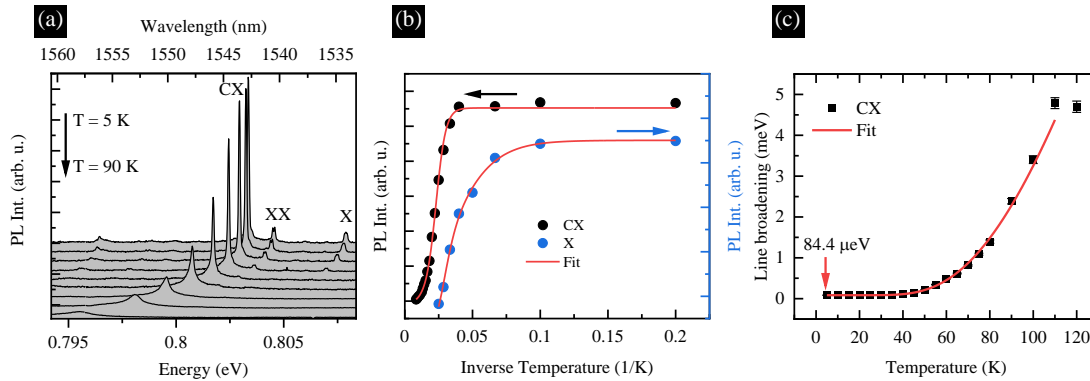 (a)
Wavelength (nm)
1560 1555 1550 1545 1540 1535
PL Int. (arb. u.)
T = 5 K
T = 90 K
CX
XX
X
0.795 0.8 0.805
Energy (eV)
(b)
PL Int. (arb. u.)
CX
X
Fit
PL Int. (arb. u.)
0 0.05 0.1 0.15 0.2
Inverse Temperature (1/K)
(c)
Line broadening (meV)
5
4
3
2
1
0
CX
Fit
84.4 μeV
0 20 40 60 80 100 120
Temperature (K)